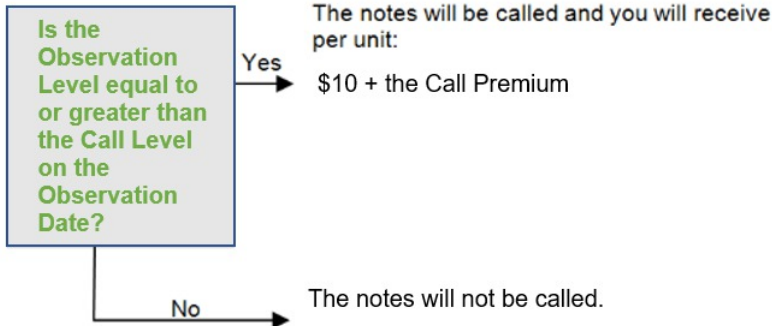 Is the
Observation
Level equal to
or greater than
the Call Level
on the
Observation
Date?
Yes
The notes will be called and you will receive
per unit:
$10 + the Call Premium
No
The notes will not be called.